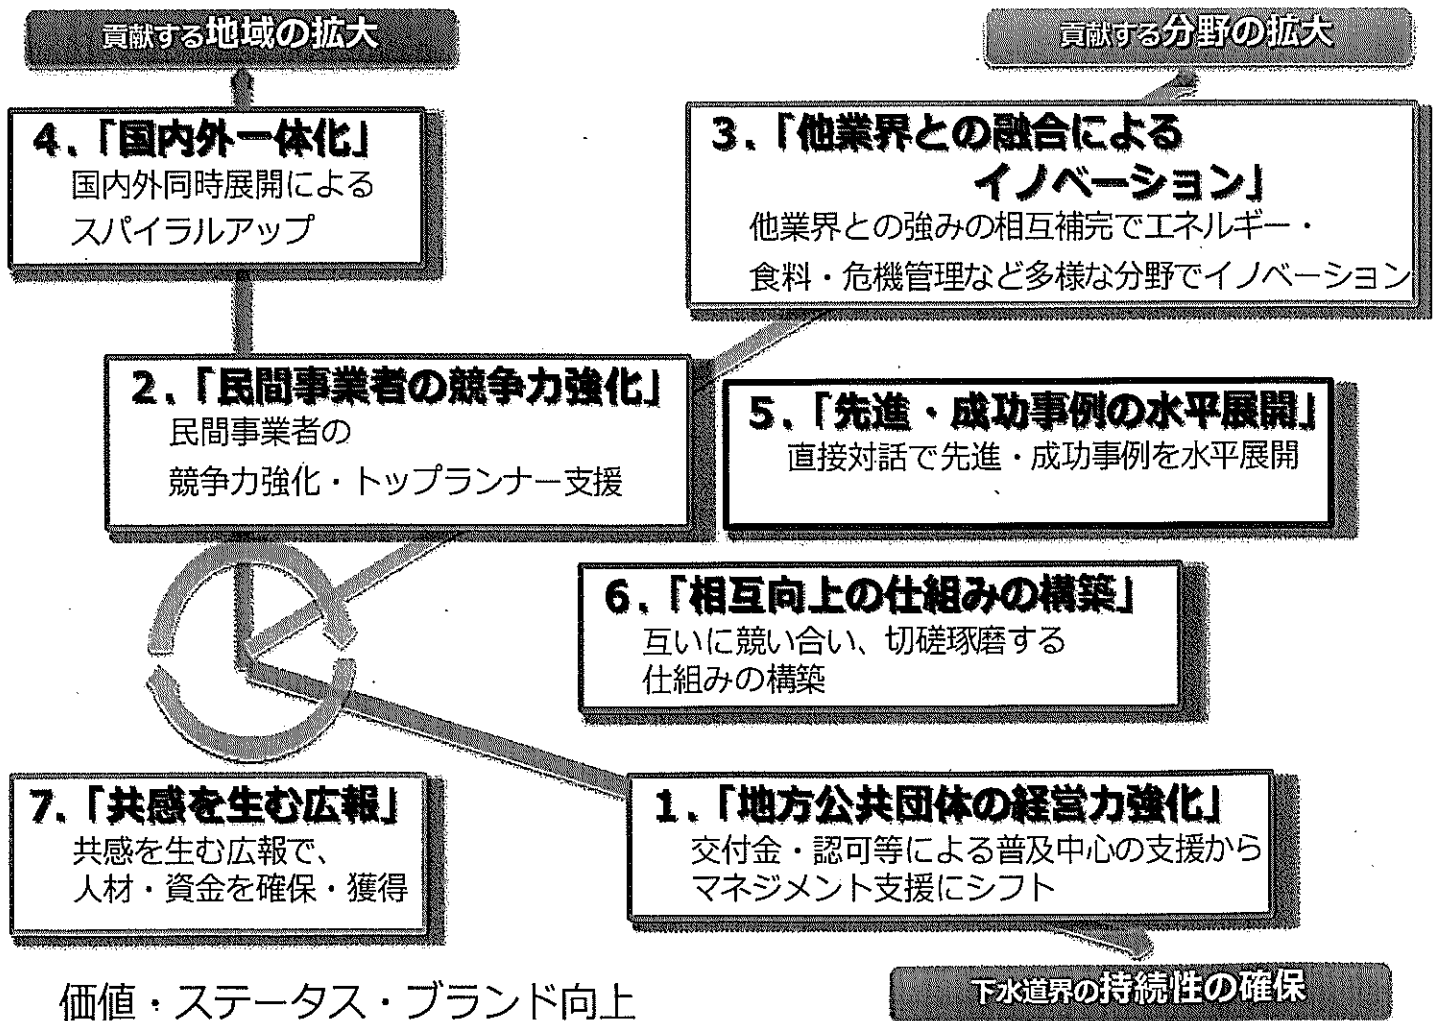 貢献する地域の拡大
貢献する分野の拡大
4.「国内外一体化」
国内外同時展開による
スパイラルアップ
3.「他業界との融合による
イノベーション」
他業界との強みの相互補完でエネルギー・
食料・危機管理など多様な分野でイノベーション
2.「民間事業者の競争力強化」
民間事業者の
競争力強化・トップランナー支援
5.「先進・成功事例の水平展開」
直接対話で先進・成功事例を水平展開
6.「相互向上の仕組みの構築」
互いに競い合い、切磋琢磨する
仕組みの構築
7.「共感を生む広報」
共感を生む広報で、
人材・資金を確保・獲得
1.「地方公共団体の経営力強化」
交付金・認可等による普及中心の支援から
マネジメント支援にシフト
価値・ステータス・ブランド向上
下水道界の持続性の確保